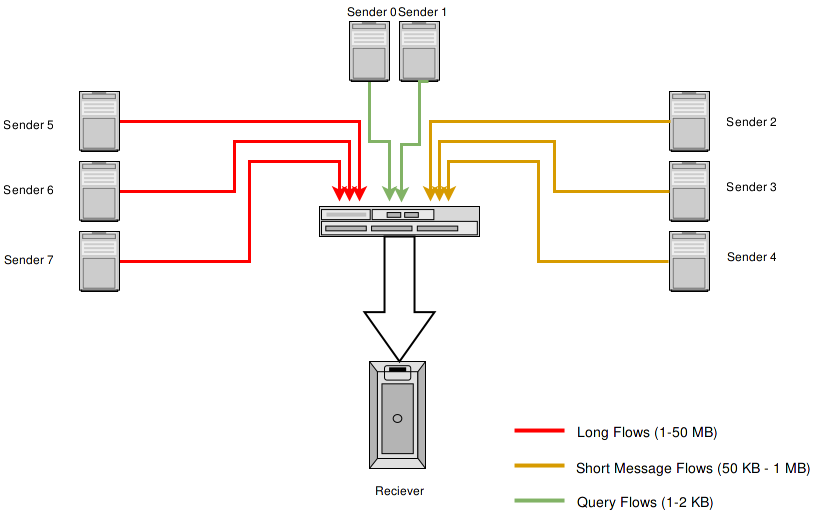 Sender 0
Sender 1
Sender 5
Sender 2
Sender 6
Sender 3
Sender 7
Sender 4
Reciever
Long Flows (1-50 MB)
Short Message Flows (50 KB - 1 MB)
Query Flows (1-2 KB)